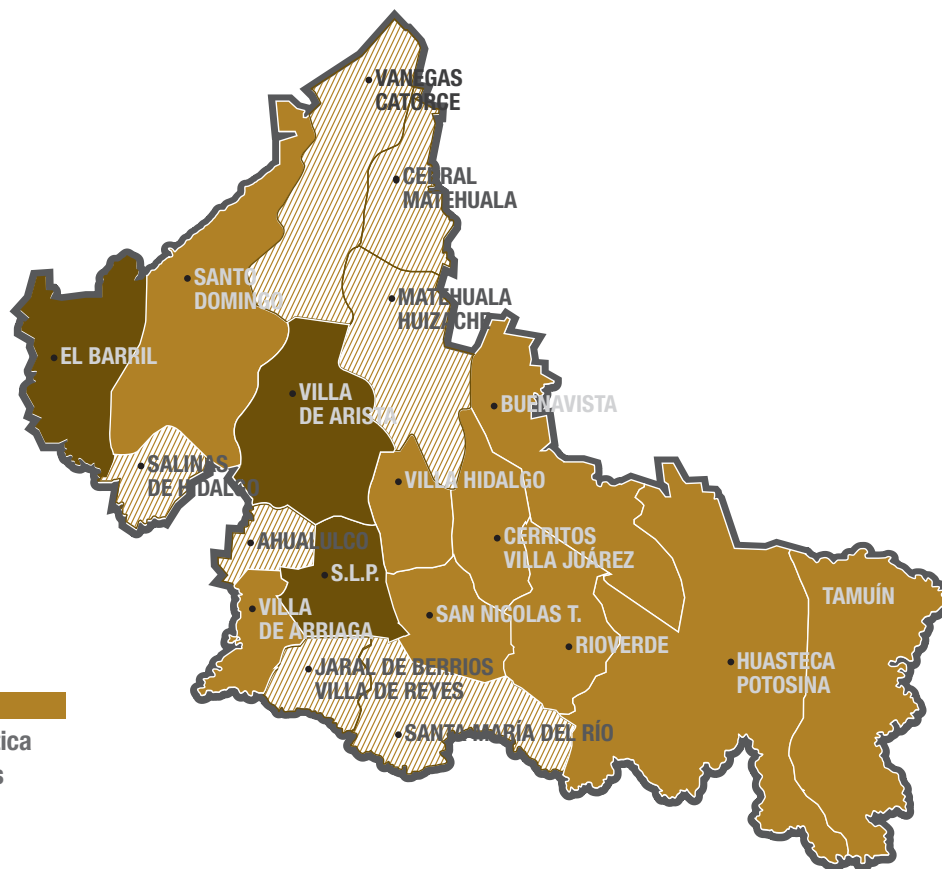 VANEGAS
CATORCE
CEDRAL
MATEHUALA
SANTO
DOMINGO
MATEHUALA
HUIZACHE
EL BARRIL
VILLA
DE ARISTA
BUENAVISTA
SALINAS
DE HIDALGO
VILLA HIDALGO
AHUALULCO
CERRITOS
VILLA JUÁREZ
S.L.P.
TAMUÍN
VILLA
DE ARRIAGA
SAN NICOLAS T.
RIOVERDE
HUASTECA
POTOSINA
JARAL DE BERRIOS
VILLA DE REYES
SANTA MARÍA DEL RÍO